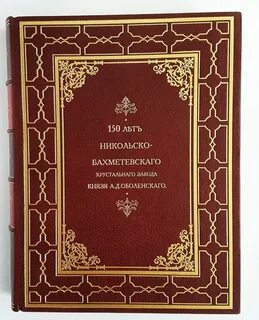 150 ЛѢТЪ
НИКОЛЬСКО-
БАХМЕТЕВСКАГО
ХРУСТАЛЬНАГО ЗАВОДА
КНЯЗЯ А.Д.ОБОЛЕНСКАГО.